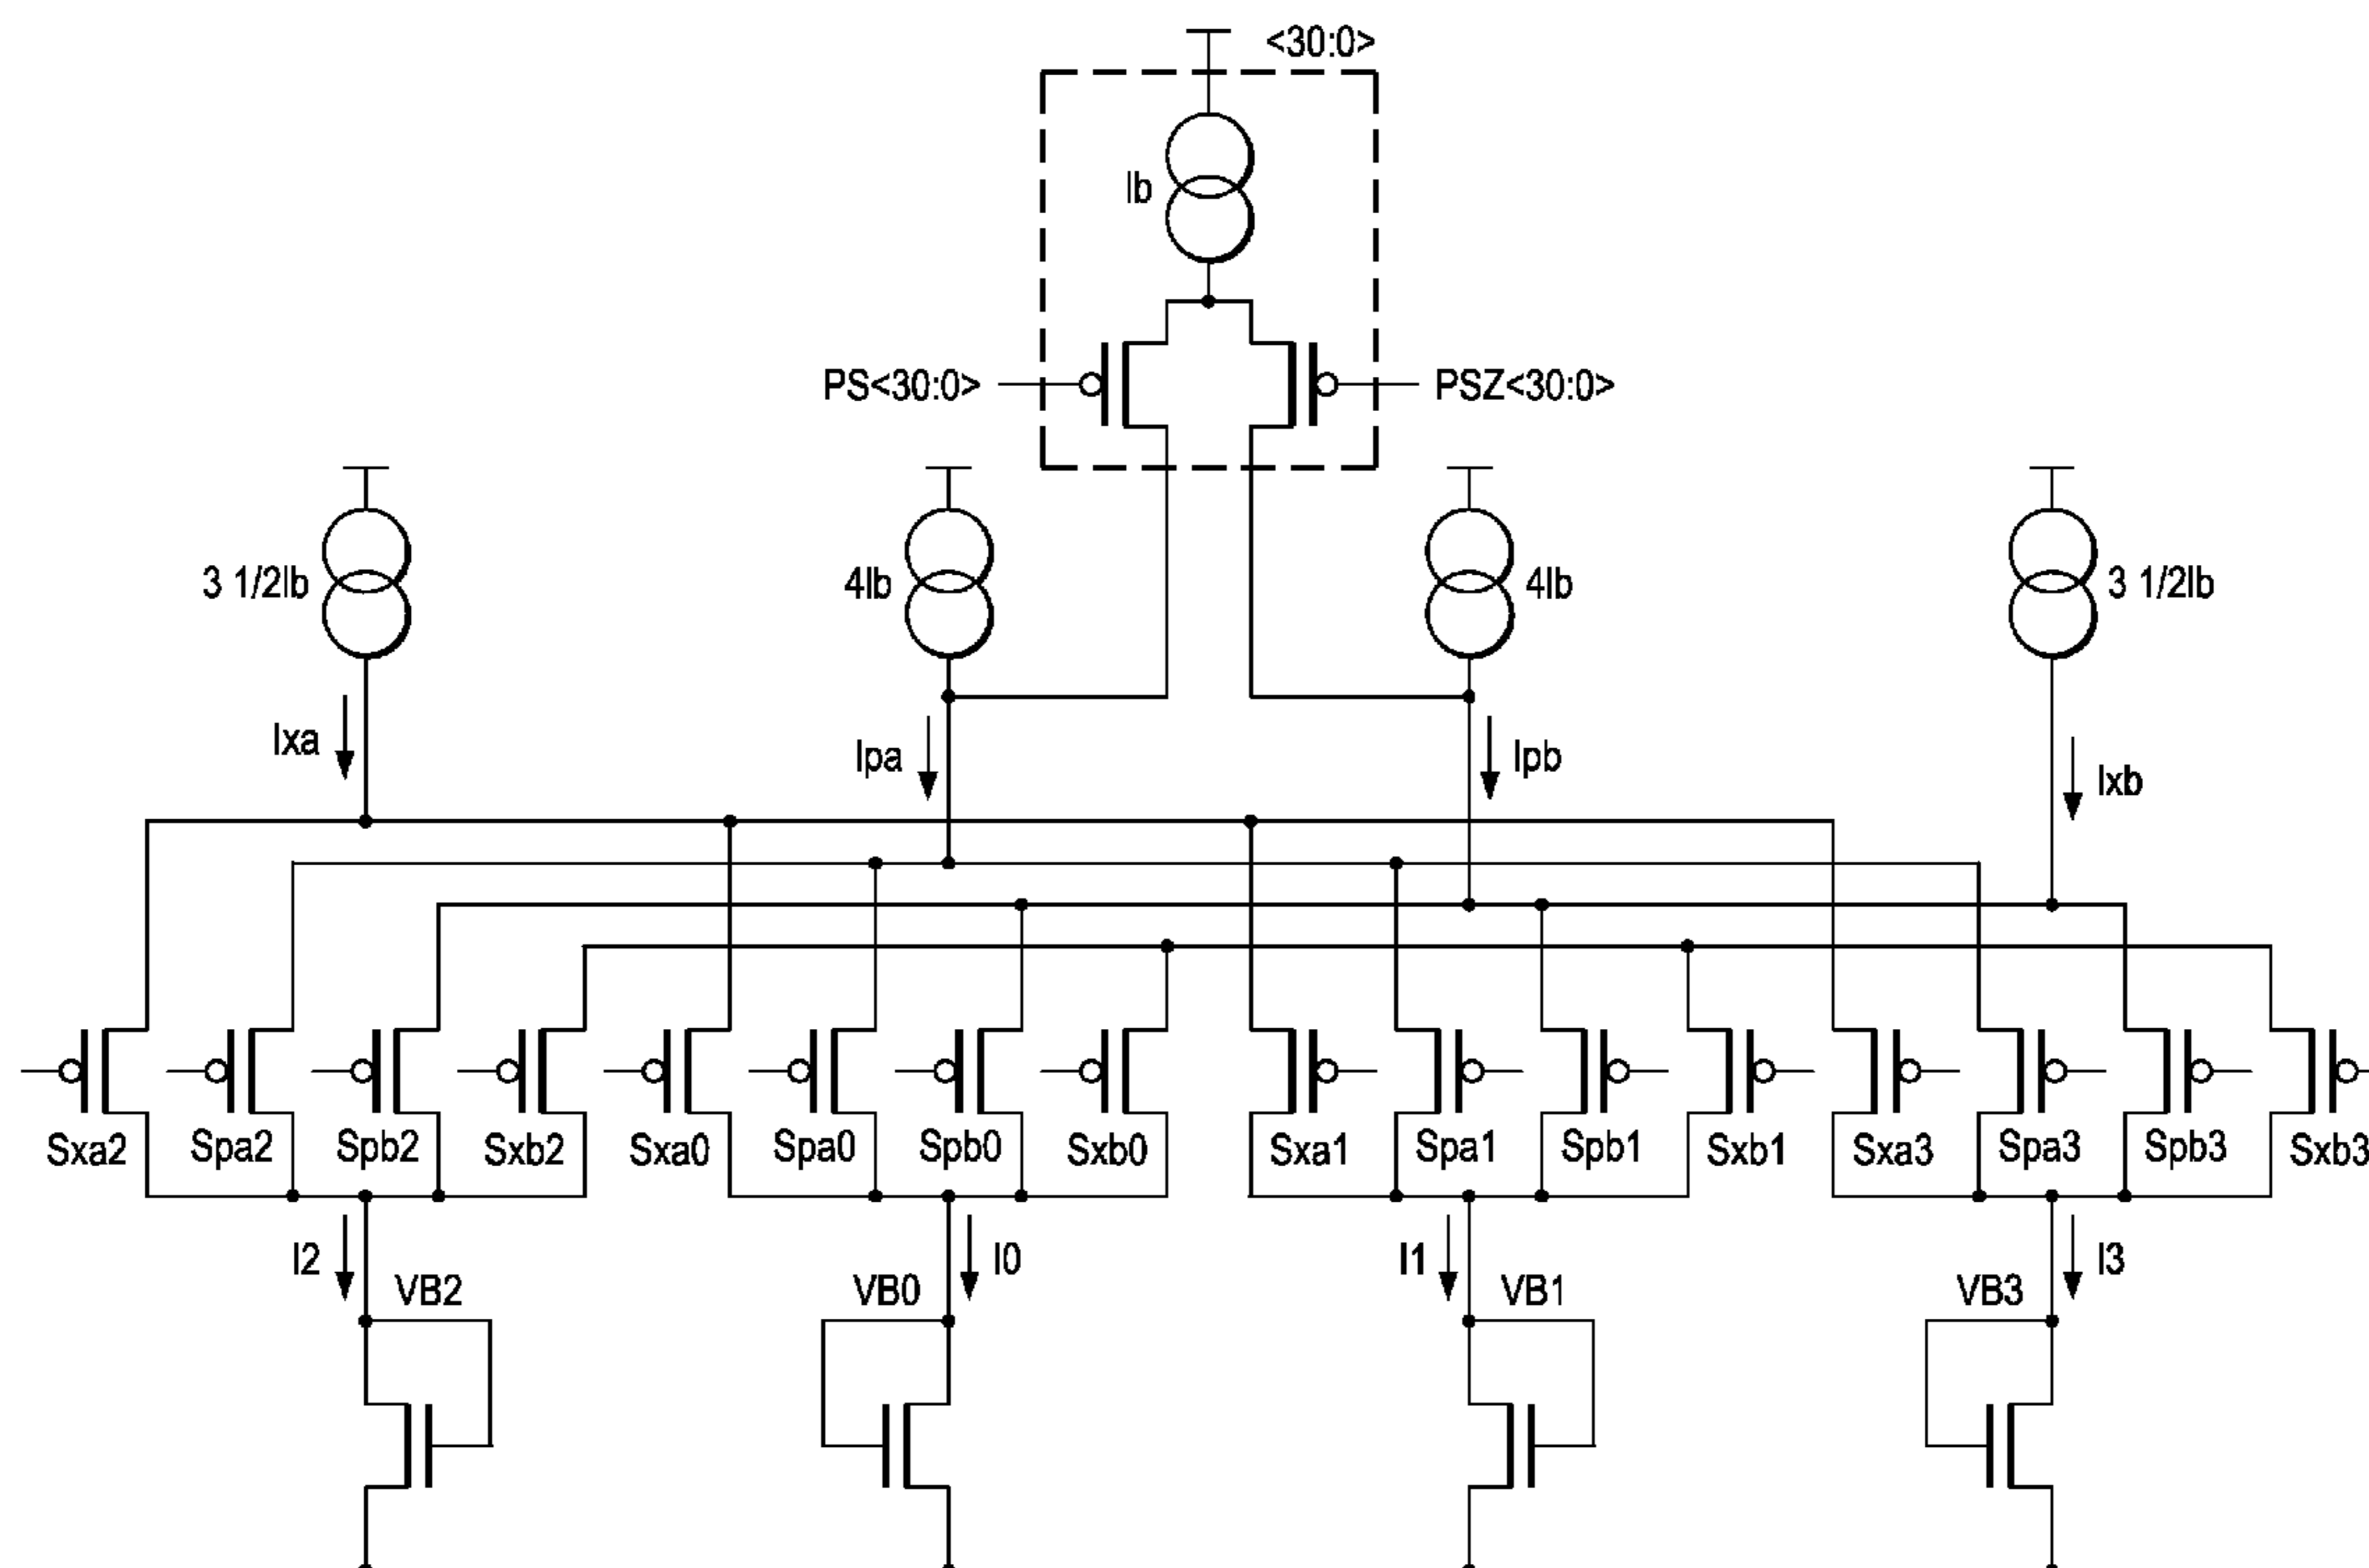 <30:0>
Ib
PS<30:0> PSZ<30:0>
3 1/2Ib 4Ib 4Ib 3 1/2Ib
Ixa Ipa Ipb Ixb
Sxa2 Spa2 Spb2 Sxb2 Sxa0 Spa0 Spb0 Sxb0 Sxa1 Spa1 Spb1 Sxb1 Sxa3 Spa3 Spb3 Sxb3
I2 I0 I1 I3
VB2 VB0 VB1 VB3